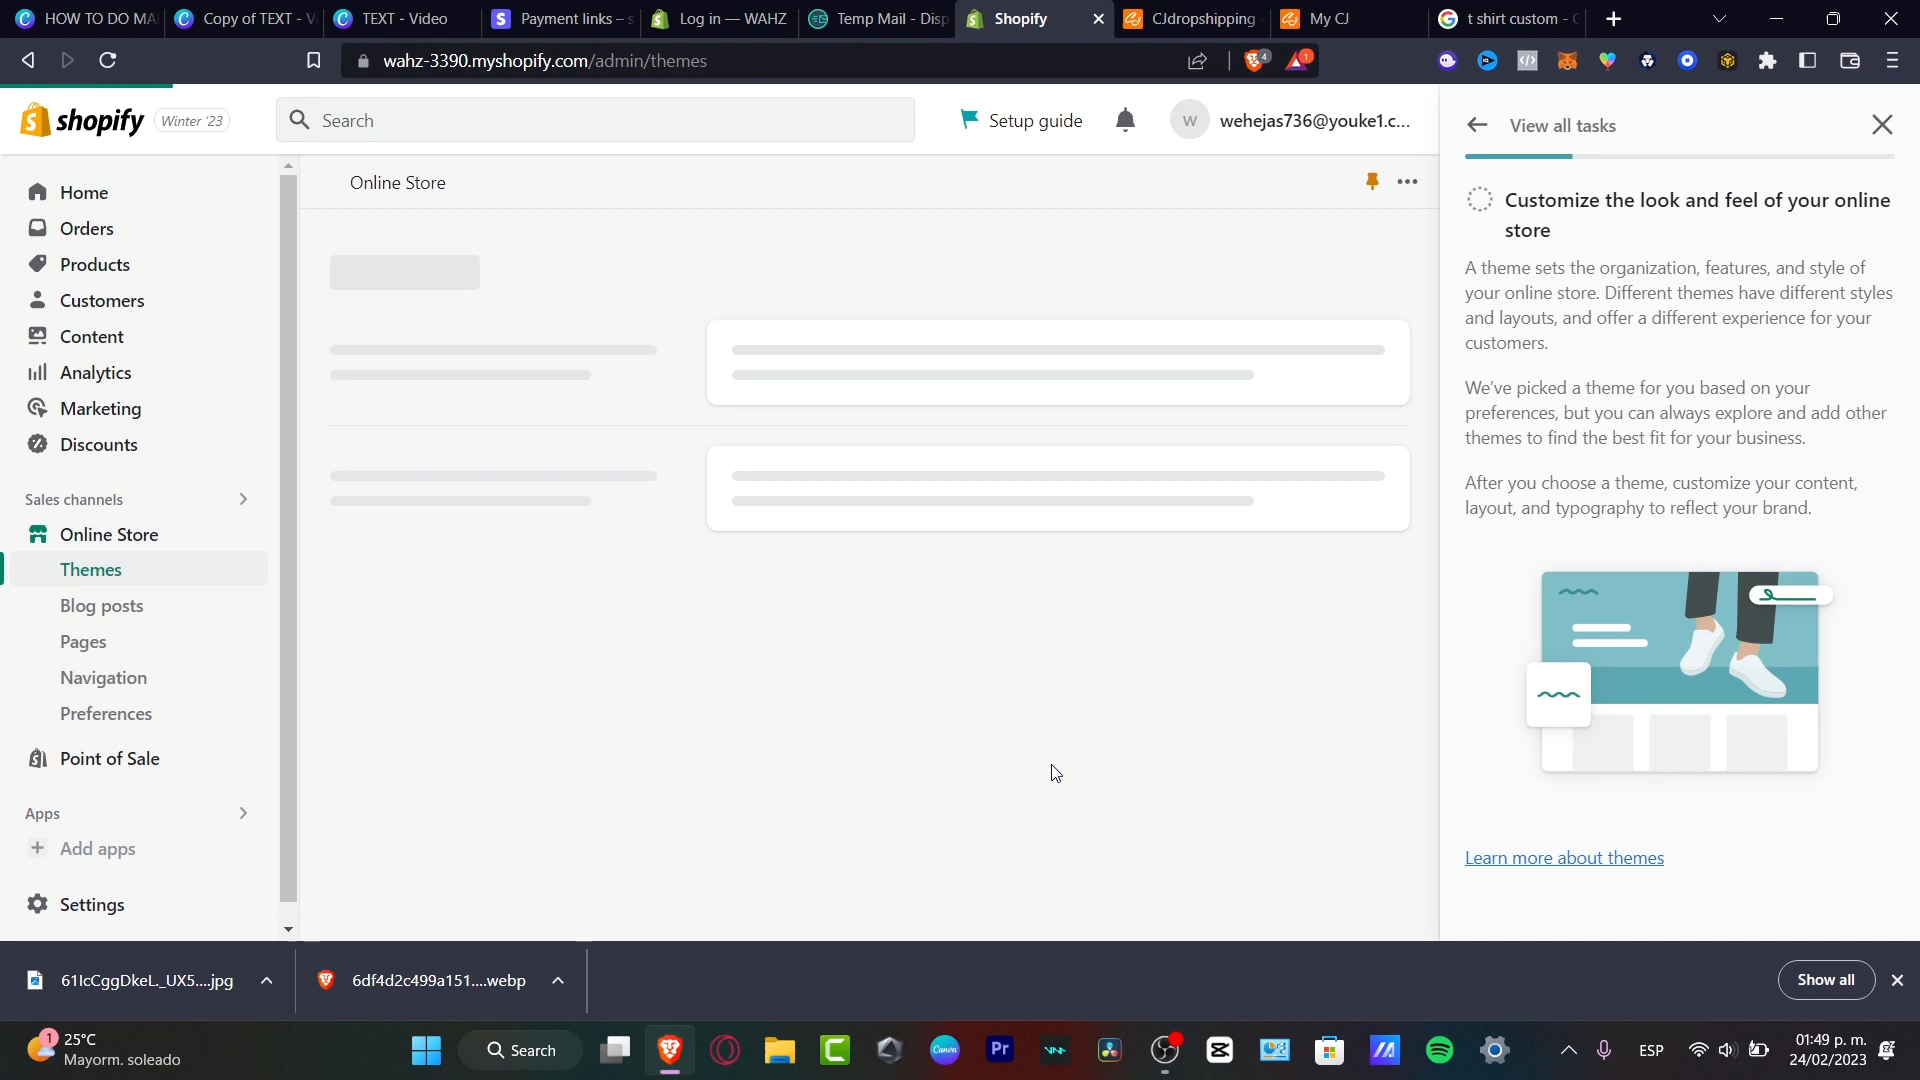 HOW TO DO MA
Copy of TEXT - Vi
TEXT - Video
Payment links – s
Log in — WAHZ
Temp Mail - Disp
Shopify
CJdropshipping
My CJ
t shirt custom - G
wahz-3390.myshopify.com/admin/themes
4
1
shopify
Winter '23
Search
Setup guide
W
wehejas736@youke1.c...
Home
Orders
Products
Customers
Content
Analytics
Marketing
Discounts
Sales channels
Online Store
Themes
Blog posts
Pages
Navigation
Preferences
Point of Sale
Apps
Add apps
Settings
Online Store
View all tasks
Customize the look and feel of your online
store
A theme sets the organization, features, and style of
your online store. Different themes have different styles
and layouts, and offer a different experience for your
customers.
We've picked a theme for you based on your
preferences, but you can always explore and add other
themes to find the best fit for your business.
After you choose a theme, customize your content,
layout, and typography to reflect your brand.
Learn more about themes
61IcCggDkeL._UX5....jpg
6df4d2c499a151....webp
Show all
1
25°C
Mayorm. soleado
Search
Canva
Pr
ESP
01:49 p. m.
24/02/2023